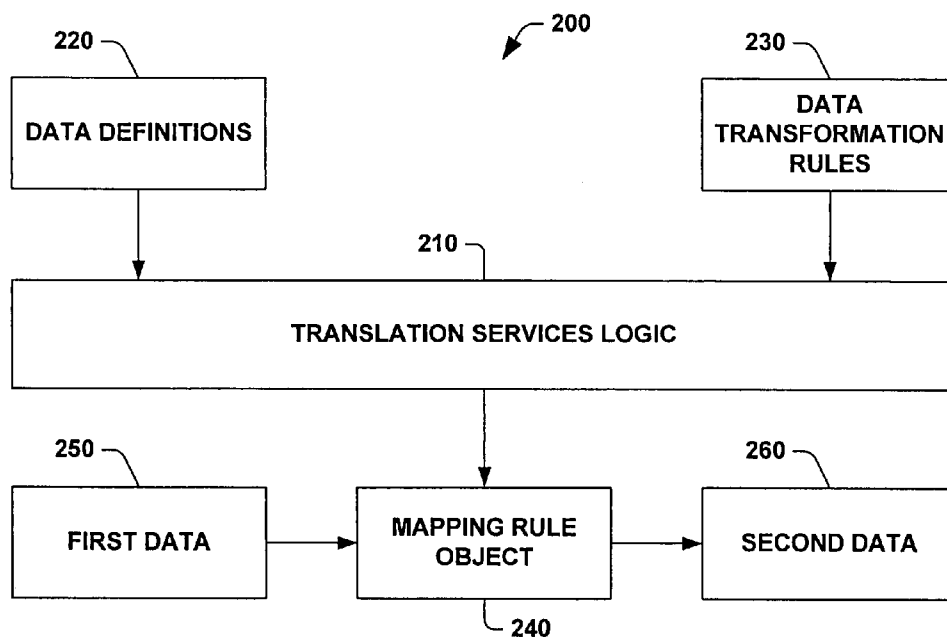 200
220
230
DATA DEFINITIONS
DATA
TRANSFORMATION
RULES
210
TRANSLATION SERVICES LOGIC
250
260
FIRST DATA
MAPPING RULE
OBJECT
SECOND DATA
240